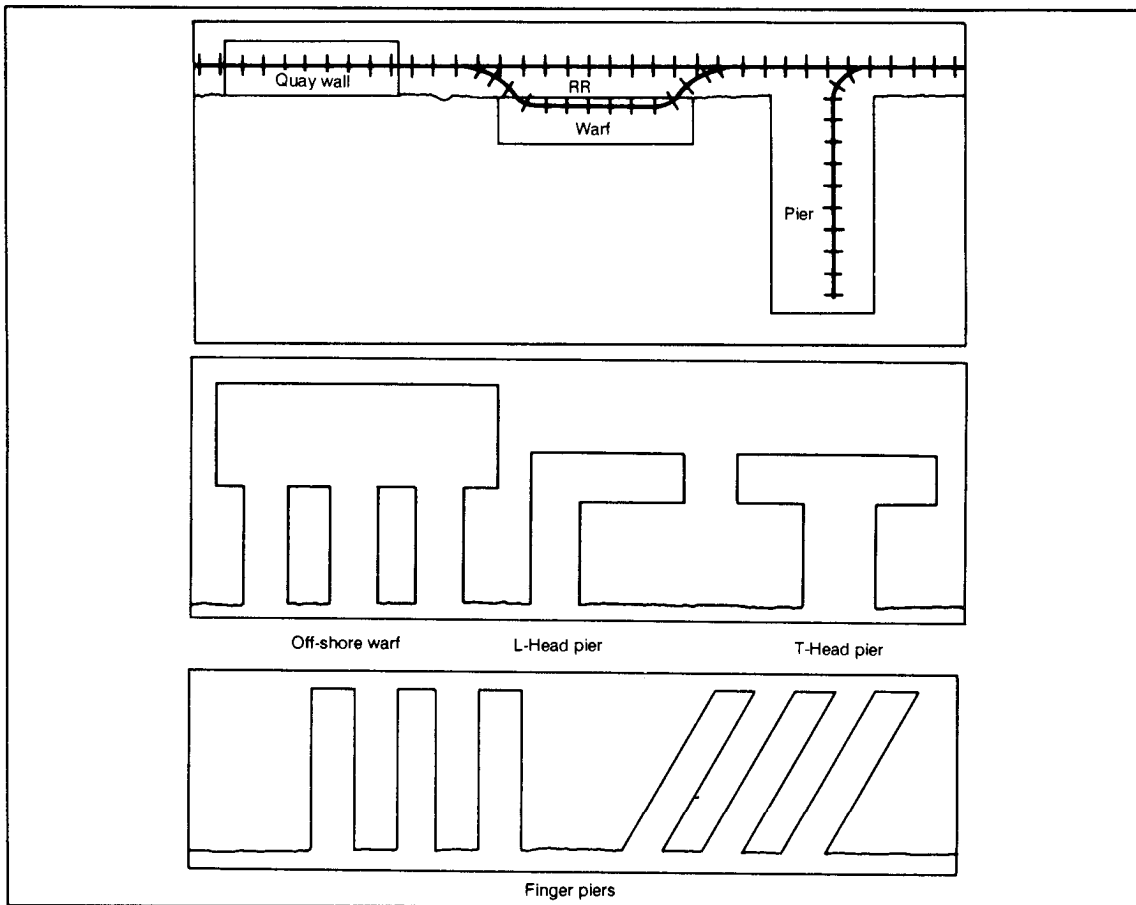 Quay wall
RR
Warf
Pier
Off-shore warf
L-Head pier
T-Head pier
Finger piers